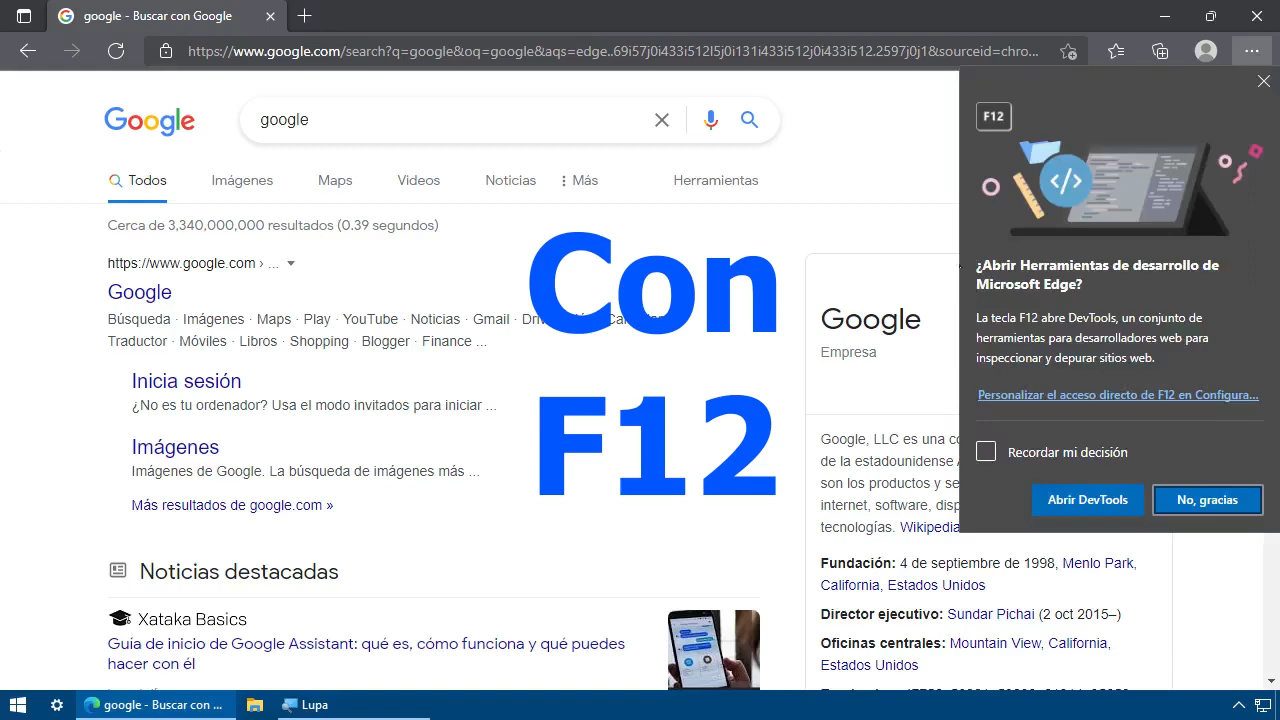 google - Buscar con Google
https://www.google.com/search?q=google&oq=google&aqs=edge..69i57j0i433i512l5j0i131i433i512j0i433i512.2597j0j1&sourceid=chro...
Google
google
Todos
Imágenes
Maps
Videos
Noticias
Más
Herramientas
Cerca de 3,340,000,000 resultados (0.39 segundos)
https://www.google.com › ...
Google
Búsqueda · Imágenes · Maps · Play · YouTube · Noticias · Gmail ·
Traductor · Móviles · Libros · Shopping · Blogger · Finance ...
Inicia sesión
¿No es tu ordenador? Usa el modo invitados para iniciar ...
Imágenes
Imágenes de Google. La búsqueda de imágenes más ...
Más resultados de google.com »
Con
F12
Noticias destacadas
Xataka Basics
Guía de inicio de Google Assistant: qué es, cómo funciona y qué puedes
hacer con él
Google
Empresa
Google, LLC es una
de la estadounidense
son los productos y
internet, software,
tecnologías. Wikipedia
Fundación: 4 de septiembre de 1998, Menlo Park,
California, Estados Unidos
Director ejecutivo: Sundar Pichai (2 oct 2015–)
Oficinas centrales: Mountain View, California,
Estados Unidos
F12
¿Abrir Herramientas de desarrollo de
Microsoft Edge?
La tecla F12 abre DevTools, un conjunto de
herramientas para desarrolladores web para
inspeccionar y depurar sitios web.
Personalizar el acceso directo de F12 en Configura...
Recordar mi decisión
Abrir DevTools
No, gracias
google - Buscar con ...
Lupa